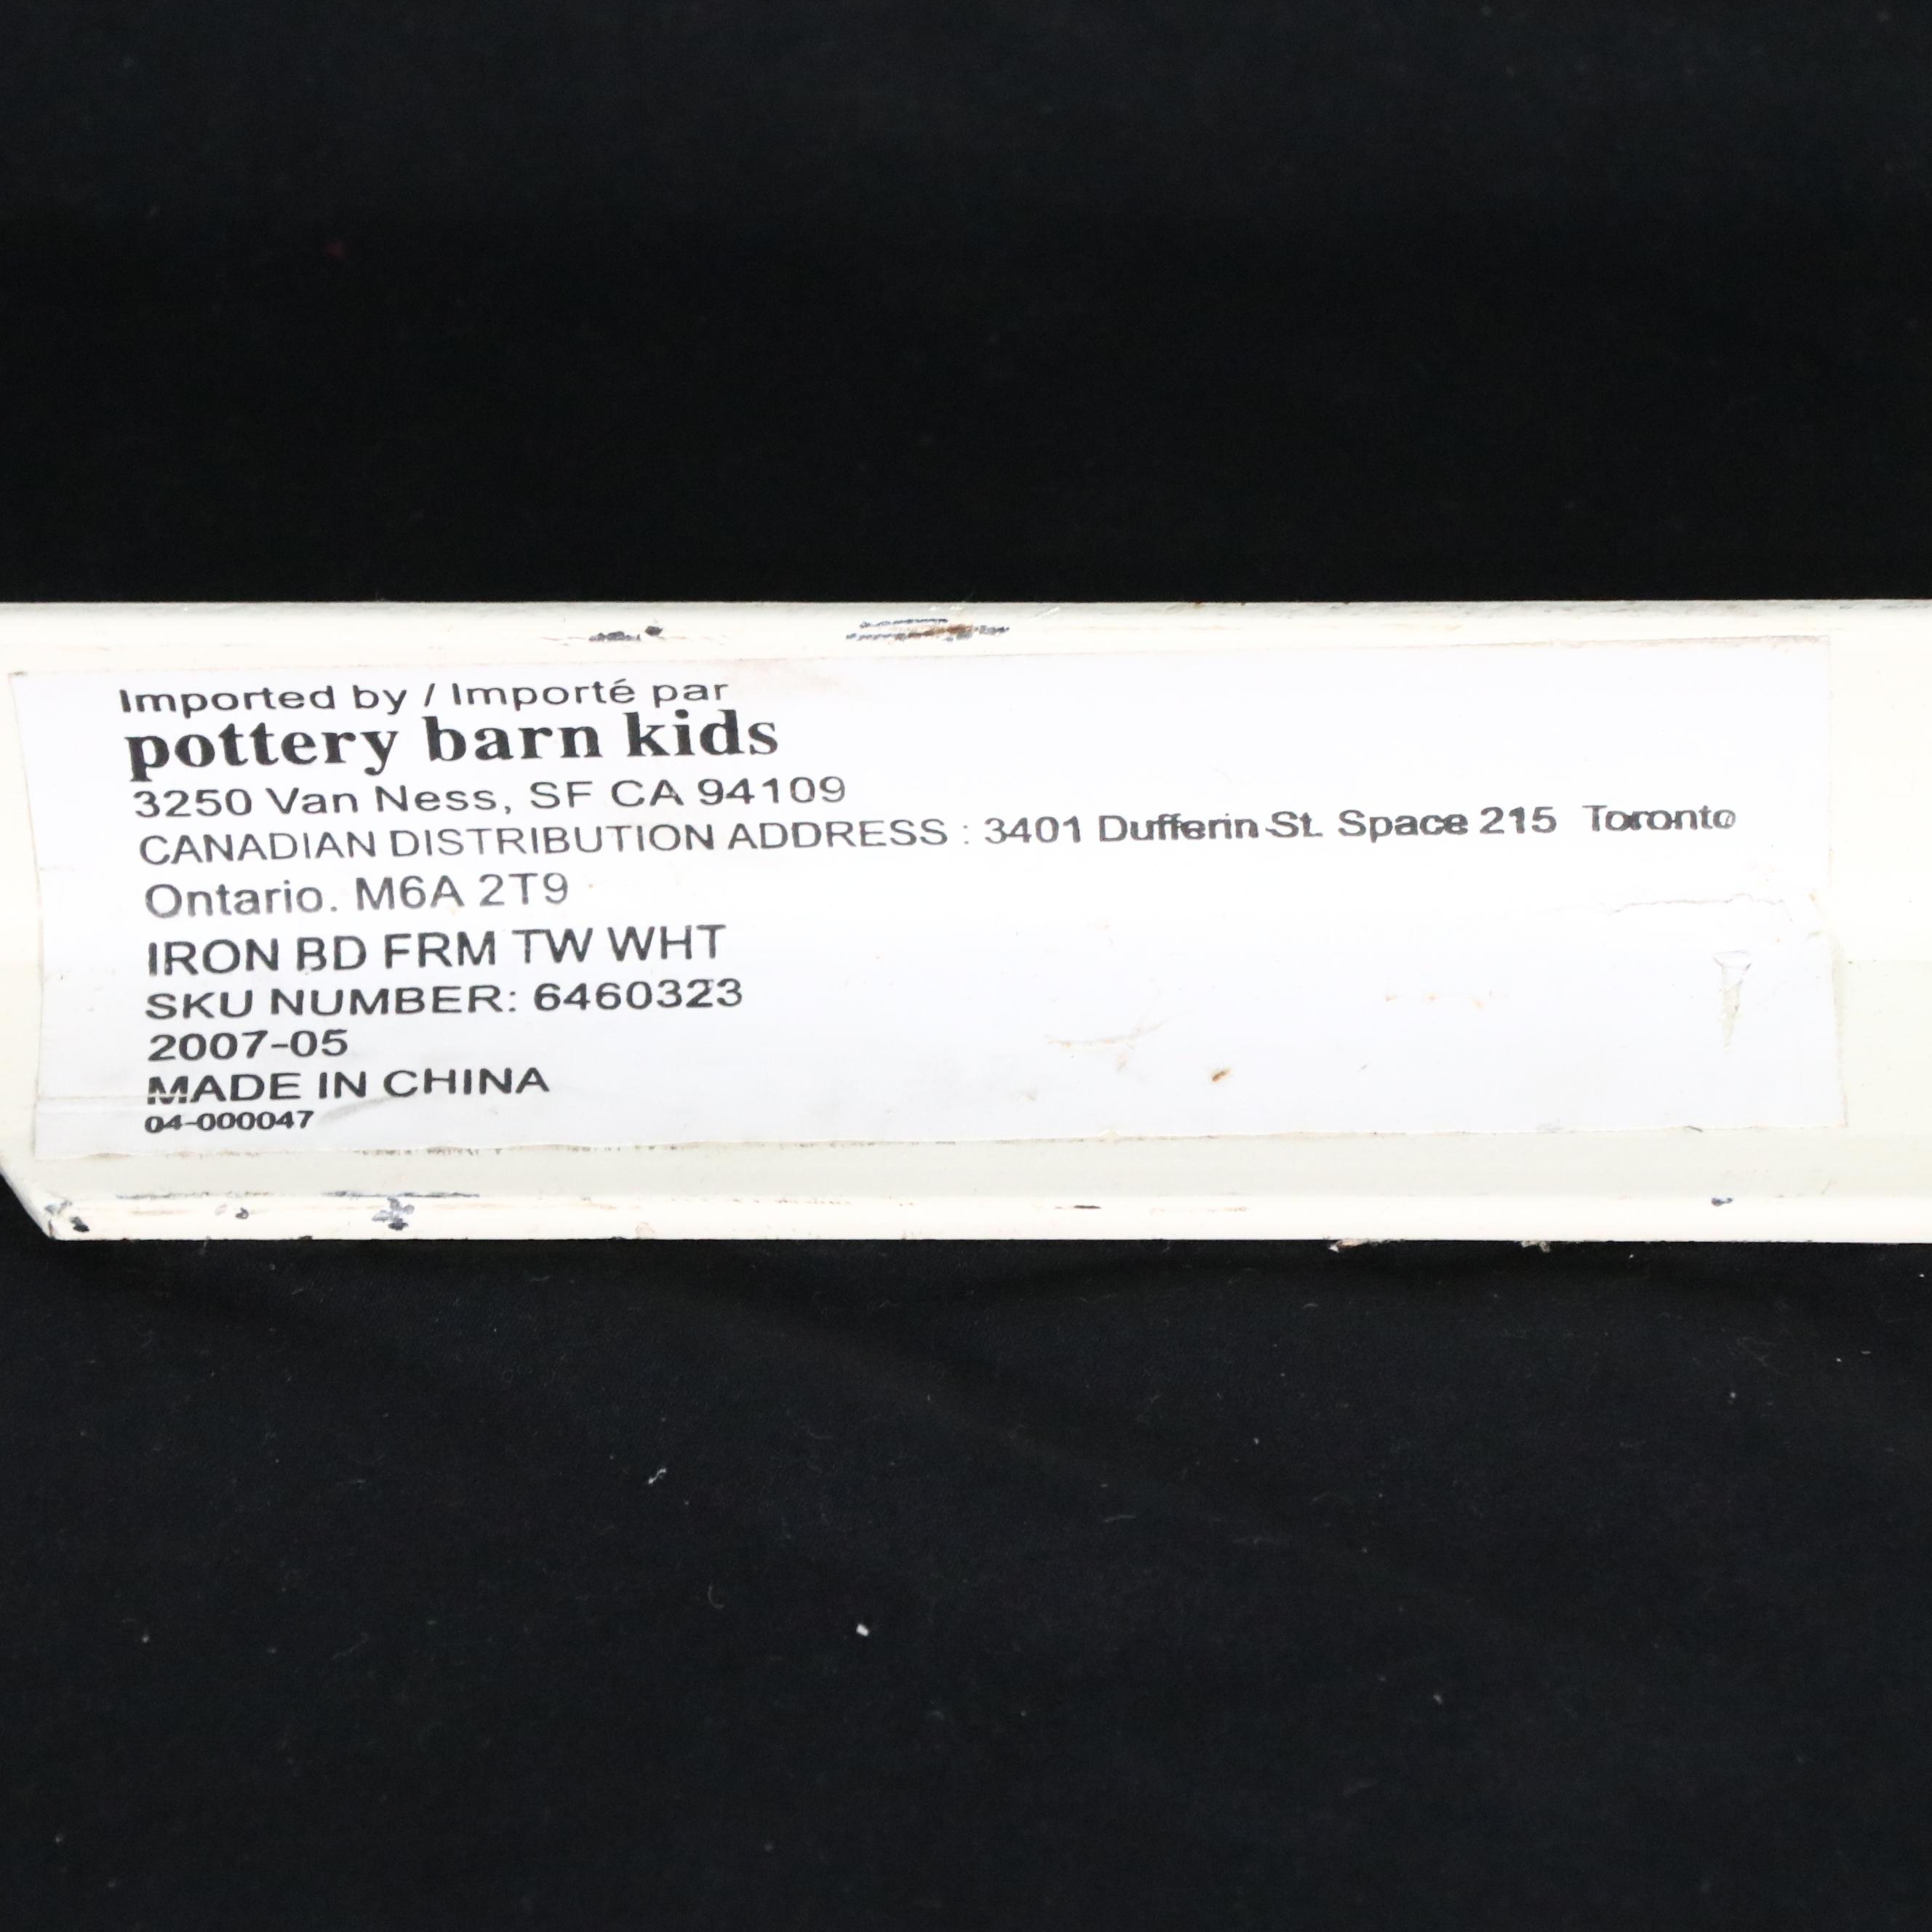 Imported by / Importé par
pottery barn kids
3250 Van Ness, SF CA 94109
CANADIAN DISTRIBUTION ADDRESS : 3401 Dufferin St. Space 215 Toronto
Ontario. M6A 2T9
IRON BD FRM TW WHT
SKU NUMBER: 6460323
2007-05
MADE IN CHINA
04-000047